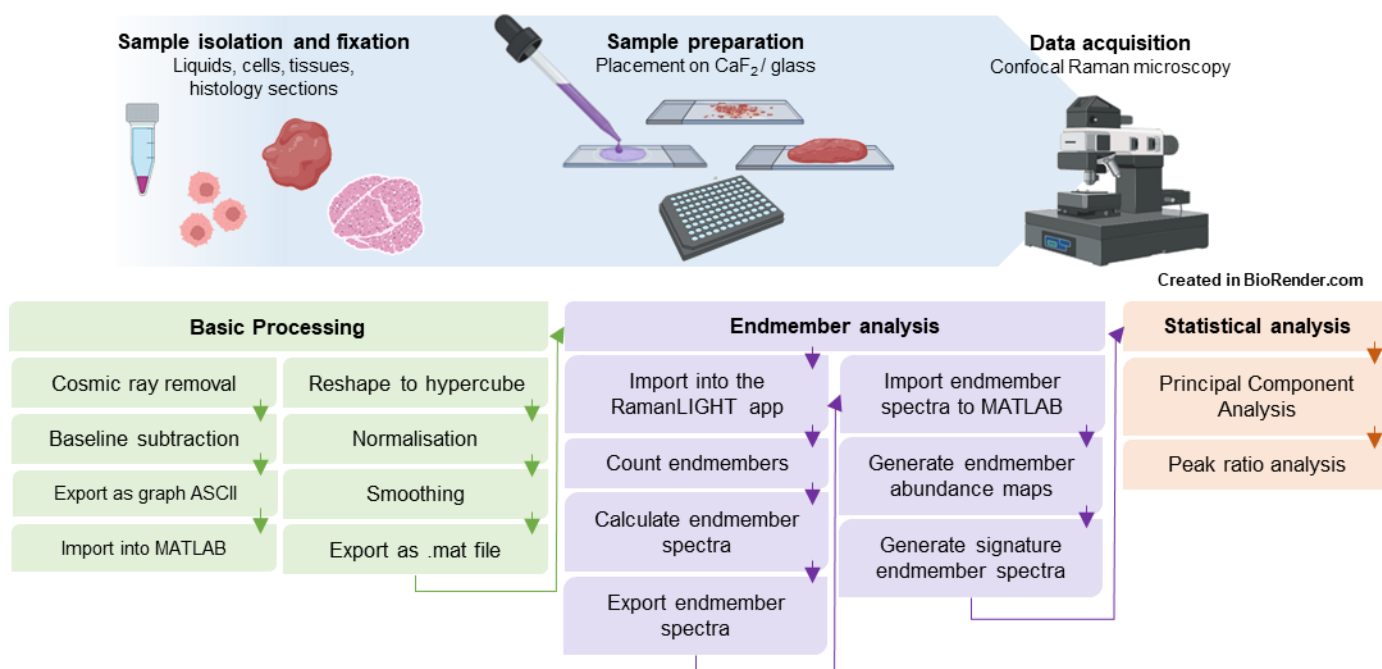 Sample isolation and fixation
Liquids, cells, tissues,
histology sections
Sample preparation
Placement on CaF₂ / glass
Data acquisition
Confocal Raman microscopy
Created in BioRender.com
Basic Processing
Cosmic ray removal
Baseline subtraction
Export as graph ASCII
Import into MATLAB
Reshape to hypercube
Normalisation
Smoothing
Export as .mat file
Endmember analysis
Import into the
RamanLIGHT app
Count endmembers
Calculate endmember
spectra
Export endmember
spectra
Import endmember
spectra to MATLAB
Generate endmember
abundance maps
Generate signature
endmember spectra
Statistical analysis
Principal Component
Analysis
Peak ratio analysis